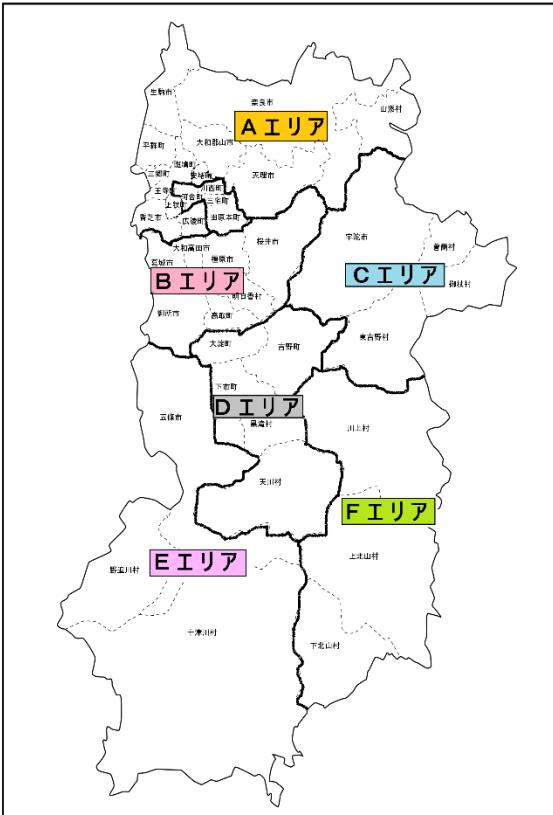 生駒市
奈良市
山添村
Aエリア
大和郡山市
平群町
斑鳩町
安堵町
三郷町
天理市
王寺町
川西町
河合町
三宅町
上牧町
香芝市
広陵町
田原本町
桜井市
宇陀市
曽爾村
大和高田市
橿原市
葛城市
Bエリア
Cエリア
御杖村
明日香村
御所市
高取町
東吉野村
大淀町
吉野町
下市町
Dエリア
五條市
黒滝村
川上村
天川村
Fエリア
Eエリア
上北山村
野迫川村
十津川村
下北山村